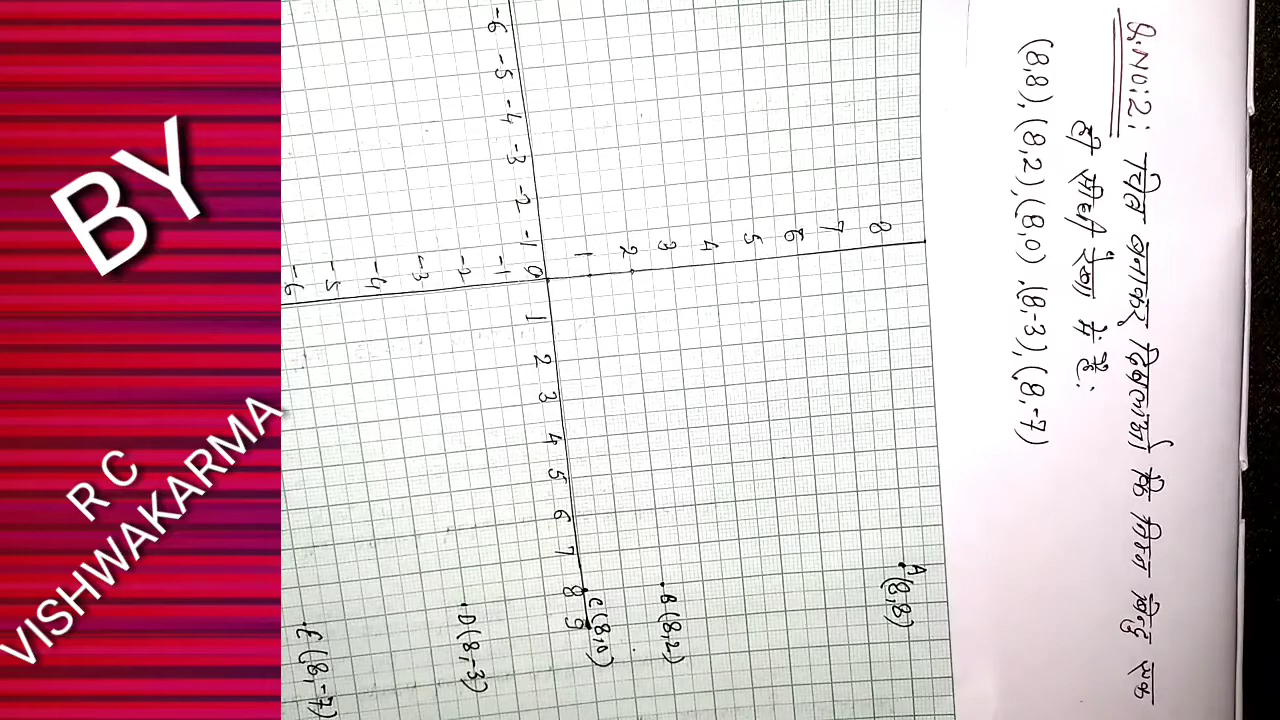 BY
R C
VISHWAKARMA
Q.No.2: ग्रिड बनाकर दिखलाओ कि निम्न बिन्दु एक
ही सीधी रेखा में हैं:
(8,8), (8,2), (8,0), (8,-3), (8,-7)
8
7
6
5
4
3
2
1
-6 -5 -4 -3 -2 -1 0 1 2 3 4 5 6 7 8 9
-1
-2
-3
-4
-5
-6
A(8,8)
B(8,2)
C(8,0)
D(8,-3)
E(8,-7)